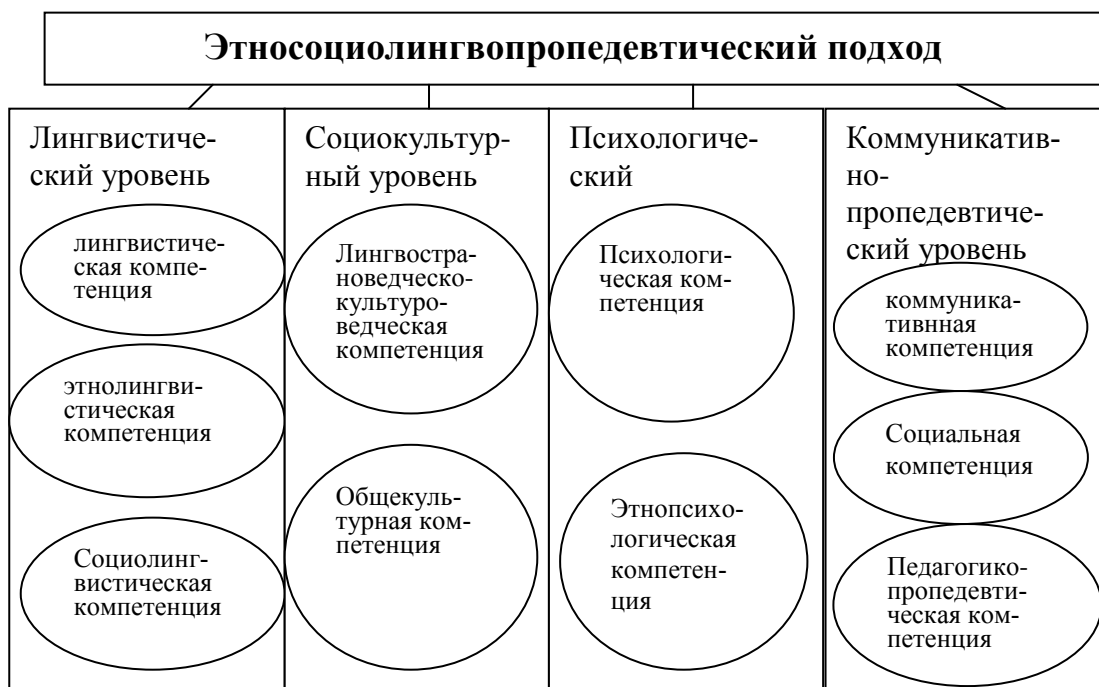 Этносоциолингвопропедевтический подход
Лингвистиче-
ский уровень
лингвистиче-
ская компе-
тенция
этнолингви-
стическая
компетенция
Социолинг-
вистическая
компетенция
Социокультур-
ный уровень
Лингвостра-
новедческо-
культуро-
ведческая
компетенция
Общекуль-
турная ком-
петенция
Психологиче-
ский
Психологи-
ческая ком-
петенция
Этнопсихо-
логическая
компетен-
ция
Коммуникатив-
но-
пропедевтиче-
ский уровень
коммуника-
тивнная
компетенция
Социальная
компетенция
Педагогико-
пропедевти-
ческая ком-
петенция